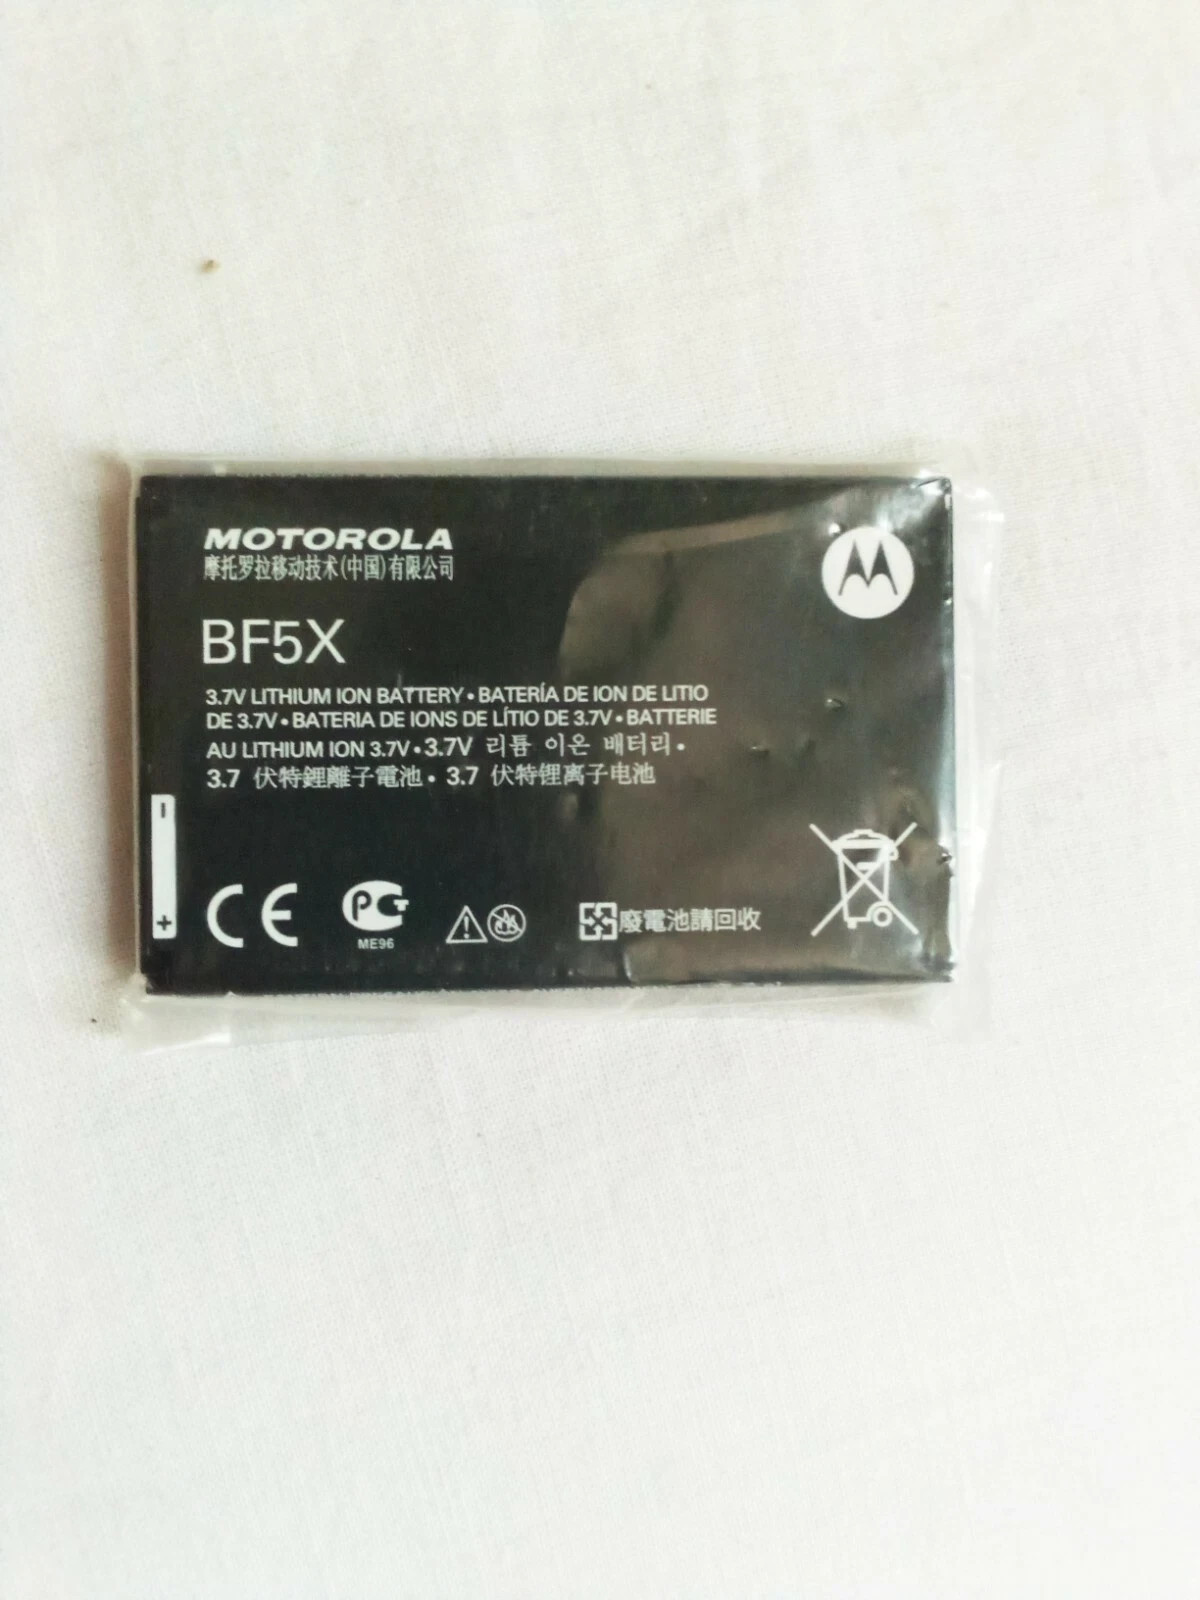 MOTOROLA
摩托罗拉移动技术(中国)有限公司
BF5X
3.7V LITHIUM ION BATTERY • BATERÍA DE ION DE LITIO
DE 3.7V • BATERIA DE IONS DE LÍTIO DE 3.7V • BATTERIE
AU LITHIUM ION 3.7V • 3.7V 리튬 이온 배터리 •
3.7 伏特鋰離子電池 • 3.7 伏特锂离子电池
- +
CE PCT
ME96
廢電池請回收